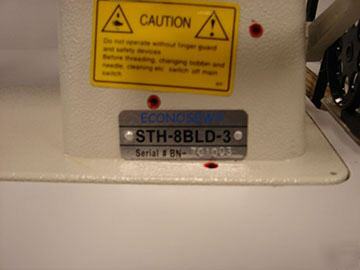 CAUTION
Do not operate without finger guard
and safety devices
Before threading, changing bobbin and
needle, cleaning etc switch off main
switch.
ECONOSEW®
STH-8BLD-3
Serial # BN-